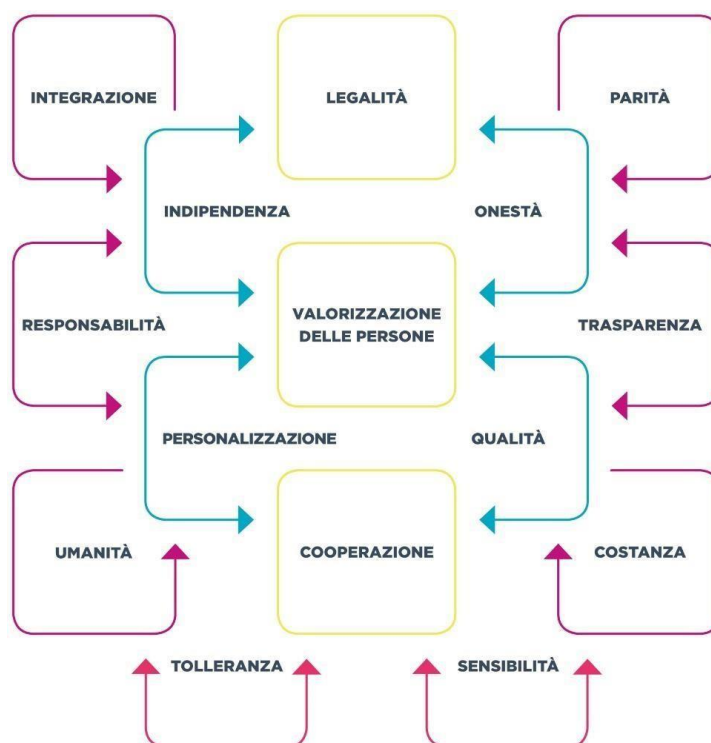 INTEGRAZIONE
LEGALITÀ
PARITÀ
INDIPENDENZA
ONESTÀ
RESPONSABILITÀ
VALORIZZAZIONE
DELLE PERSONE
TRASPARENZA
PERSONALIZZAZIONE
QUALITÀ
UMANITÀ
COOPERAZIONE
COSTANZA
TOLLERANZA
SENSIBILITÀ